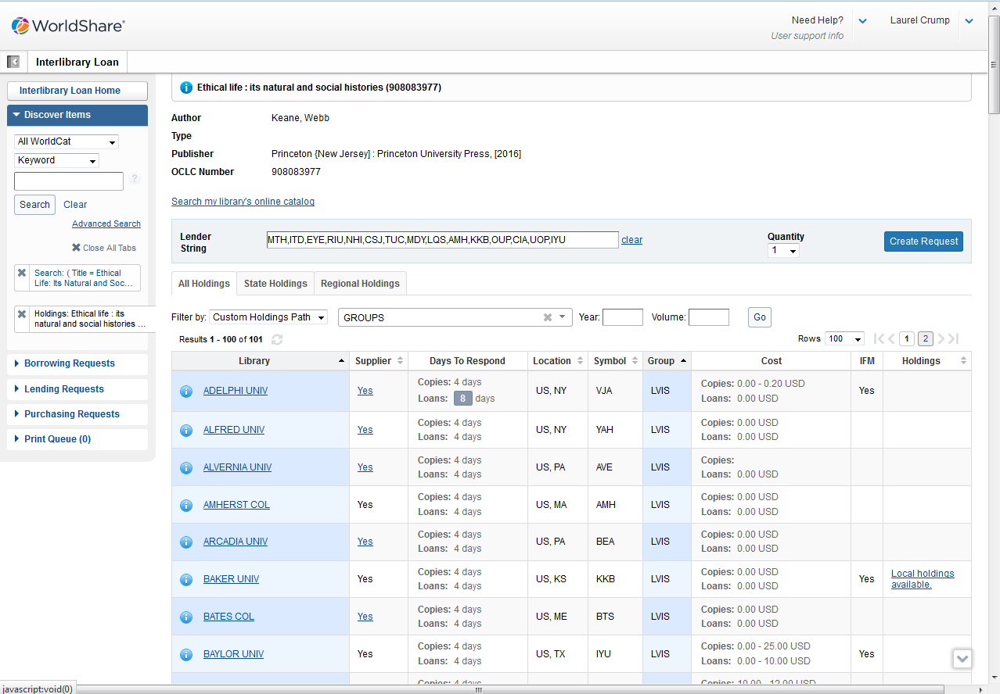 WorldShare®
Need Help?
Laurel Crump
User support info
Interlibrary Loan
Interlibrary Loan Home
Discover Items
All WorldCat
Keyword
?
Search Clear
Advanced Search
Close All Tabs
Search: ( Title = Ethical
Life: Its Natural and Soc...
Holdings: Ethical life : its
natural and social histories ...
Borrowing Requests
Lending Requests
Purchasing Requests
Print Queue (0)
Ethical life : its natural and social histories (908083977)
Author Keane, Webb
Type
Publisher Princeton {New Jersey] : Princeton University Press, [2016]
OCLC Number 908083977
Search my library's online catalog
Lender String MTH,ITD,EYE,RIU,NHI,CSJ,TUC,MDY,LQS,AMH,KKB,OUP,CIA,UOP,IYU clear
Quantity
1
Create Request
All Holdings State Holdings Regional Holdings
Filter by: Custom Holdings Path GROUPS Year: Volume: Go
Results 1 - 100 of 101
Rows 100 1 2
Library Supplier Days To Respond Location Symbol Group Cost IFM Holdings
ADELPHI UNIV Yes Copies: 4 days Loans: 8 days US, NY VJA LVIS Copies: 0.00 - 0.20 USD Loans: 0.00 USD Yes
ALFRED UNIV Yes Copies: 4 days Loans: 4 days US, NY YAH LVIS Copies: 0.00 USD Loans: 0.00 USD
ALVERNIA UNIV Yes Copies: 4 days Loans: 4 days US, PA AVE LVIS Copies: Loans: 0.00 USD
AMHERST COL Yes Copies: 4 days Loans: 4 days US, MA AMH LVIS Copies: 0.00 USD Loans: 0.00 USD
ARCADIA UNIV Yes Copies: 4 days Loans: 4 days US, PA BEA LVIS Copies: 0.00 USD Loans: 0.00 USD
BAKER UNIV Yes Copies: 4 days Loans: 4 days US, KS KKB LVIS Copies: 0.00 USD Loans: 0.00 USD Yes Local holdings available.
BATES COL Yes Copies: 4 days Loans: 4 days US, ME BTS LVIS Copies: 0.00 USD Loans: 0.00 USD
BAYLOR UNIV Yes Copies: 4 days Loans: 4 days US, TX IYU LVIS Copies: 0.00 - 25.00 USD Loans: 0.00 - 10.00 USD Yes
Copies: 4 days Copies: 10.00 - 12.00 USD
javascript:void(0)